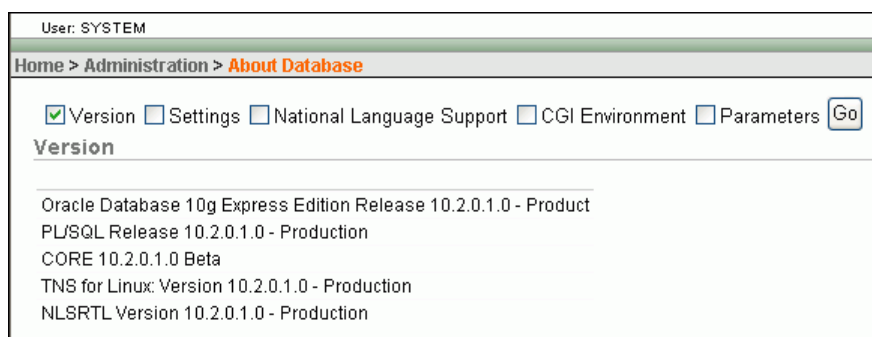 User: SYSTEM
Home > Administration > About Database
Version Settings National Language Support CGI Environment Parameters Go
Version
Oracle Database 10g Express Edition Release 10.2.0.1.0 - Product
PL/SQL Release 10.2.0.1.0 - Production
CORE 10.2.0.1.0 Beta
TNS for Linux: Version 10.2.0.1.0 - Production
NLSRTL Version 10.2.0.1.0 - Production